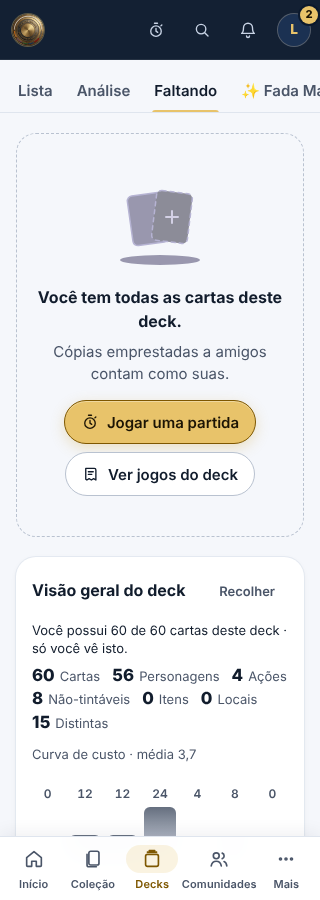 2
L
Lista Análise Faltando ✨ Fada Ma
Você tem todas as cartas deste
deck.
Cópias emprestadas a amigos
contam como suas.
Jogar uma partida
Ver jogos do deck
Visão geral do deck Recolher
Você possui 60 de 60 cartas deste deck ·
só você vê isto.
60 Cartas 56 Personagens 4 Ações
8 Não-tintáveis 0 Itens 0 Locais
15 Distintas
Curva de custo · média 3,7
0 12 12 24 4 8 0
Início Coleção Decks Comunidades Mais